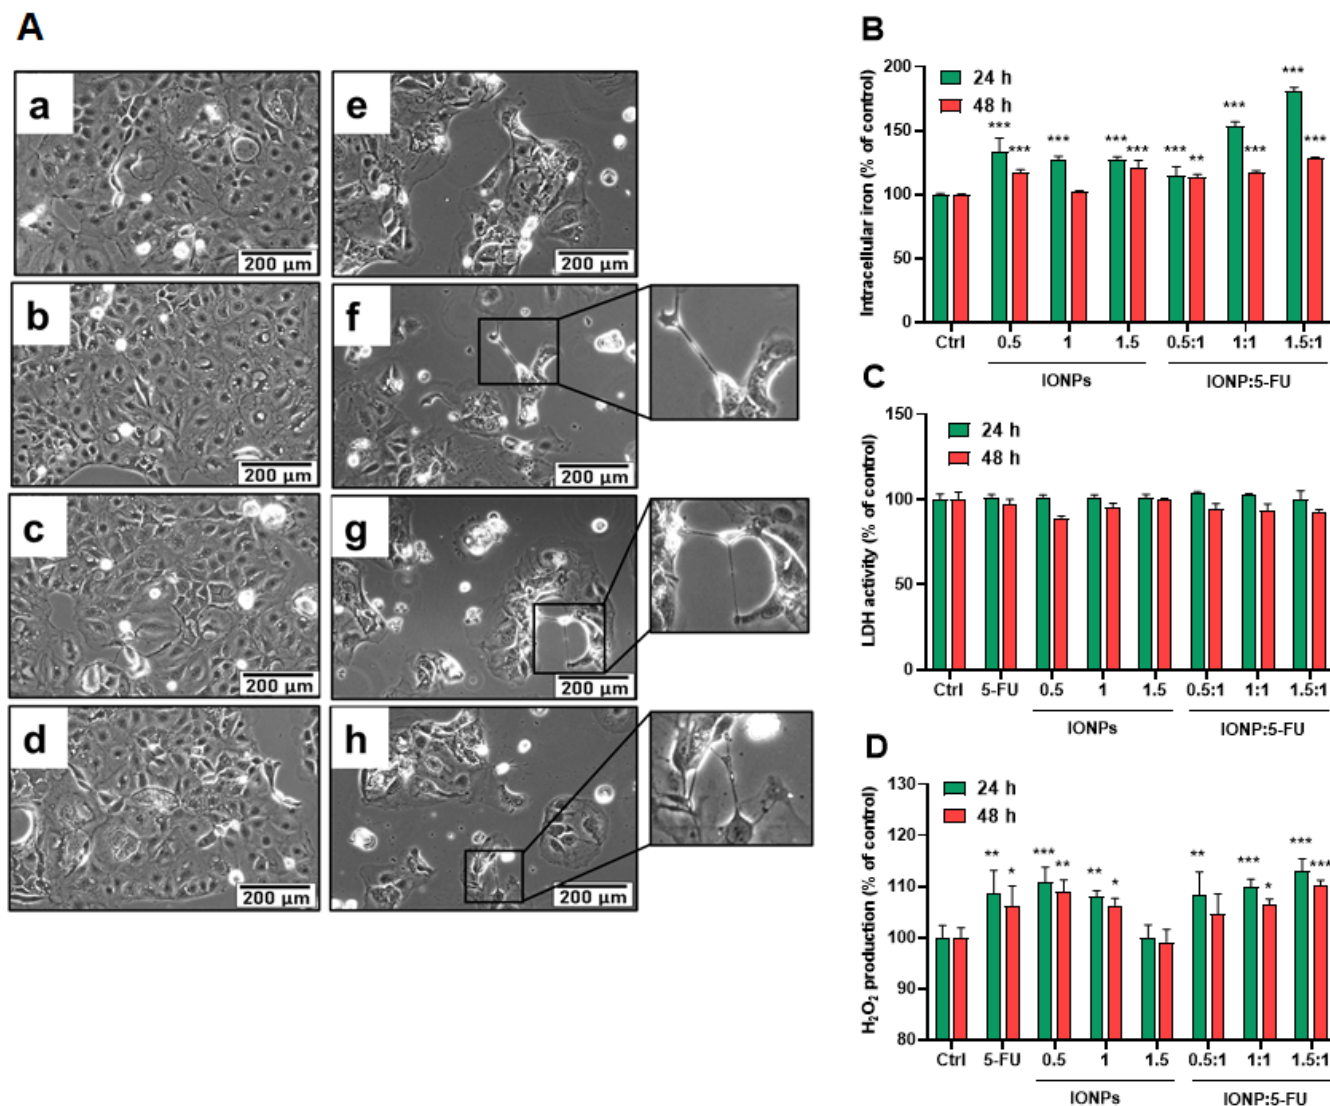 A
a
200 µm
e
200 µm
b
200 µm
f
200 µm
c
200 µm
g
200 µm
d
200 µm
h
200 µm
B
Intracellular iron (% of control)
200
150
100
50
0
24 h
48 h
*** *** *** *** *** *** ** *** *** *** ***
Ctrl 0.5 1 1.5 0.5:1 1:1 1.5:1
IONPs IONP:5-FU
C
LDH activity (% of control)
150
100
50
0
24 h
48 h
Ctrl 5-FU 0.5 1 1.5 0.5:1 1:1 1.5:1
IONPs IONP:5-FU
D
H₂O₂ production (% of control)
130
120
110
100
90
80
24 h
48 h
** * *** ** ** * ** *** * *** ***
Ctrl 5-FU 0.5 1 1.5 0.5:1 1:1 1.5:1
IONPs IONP:5-FU